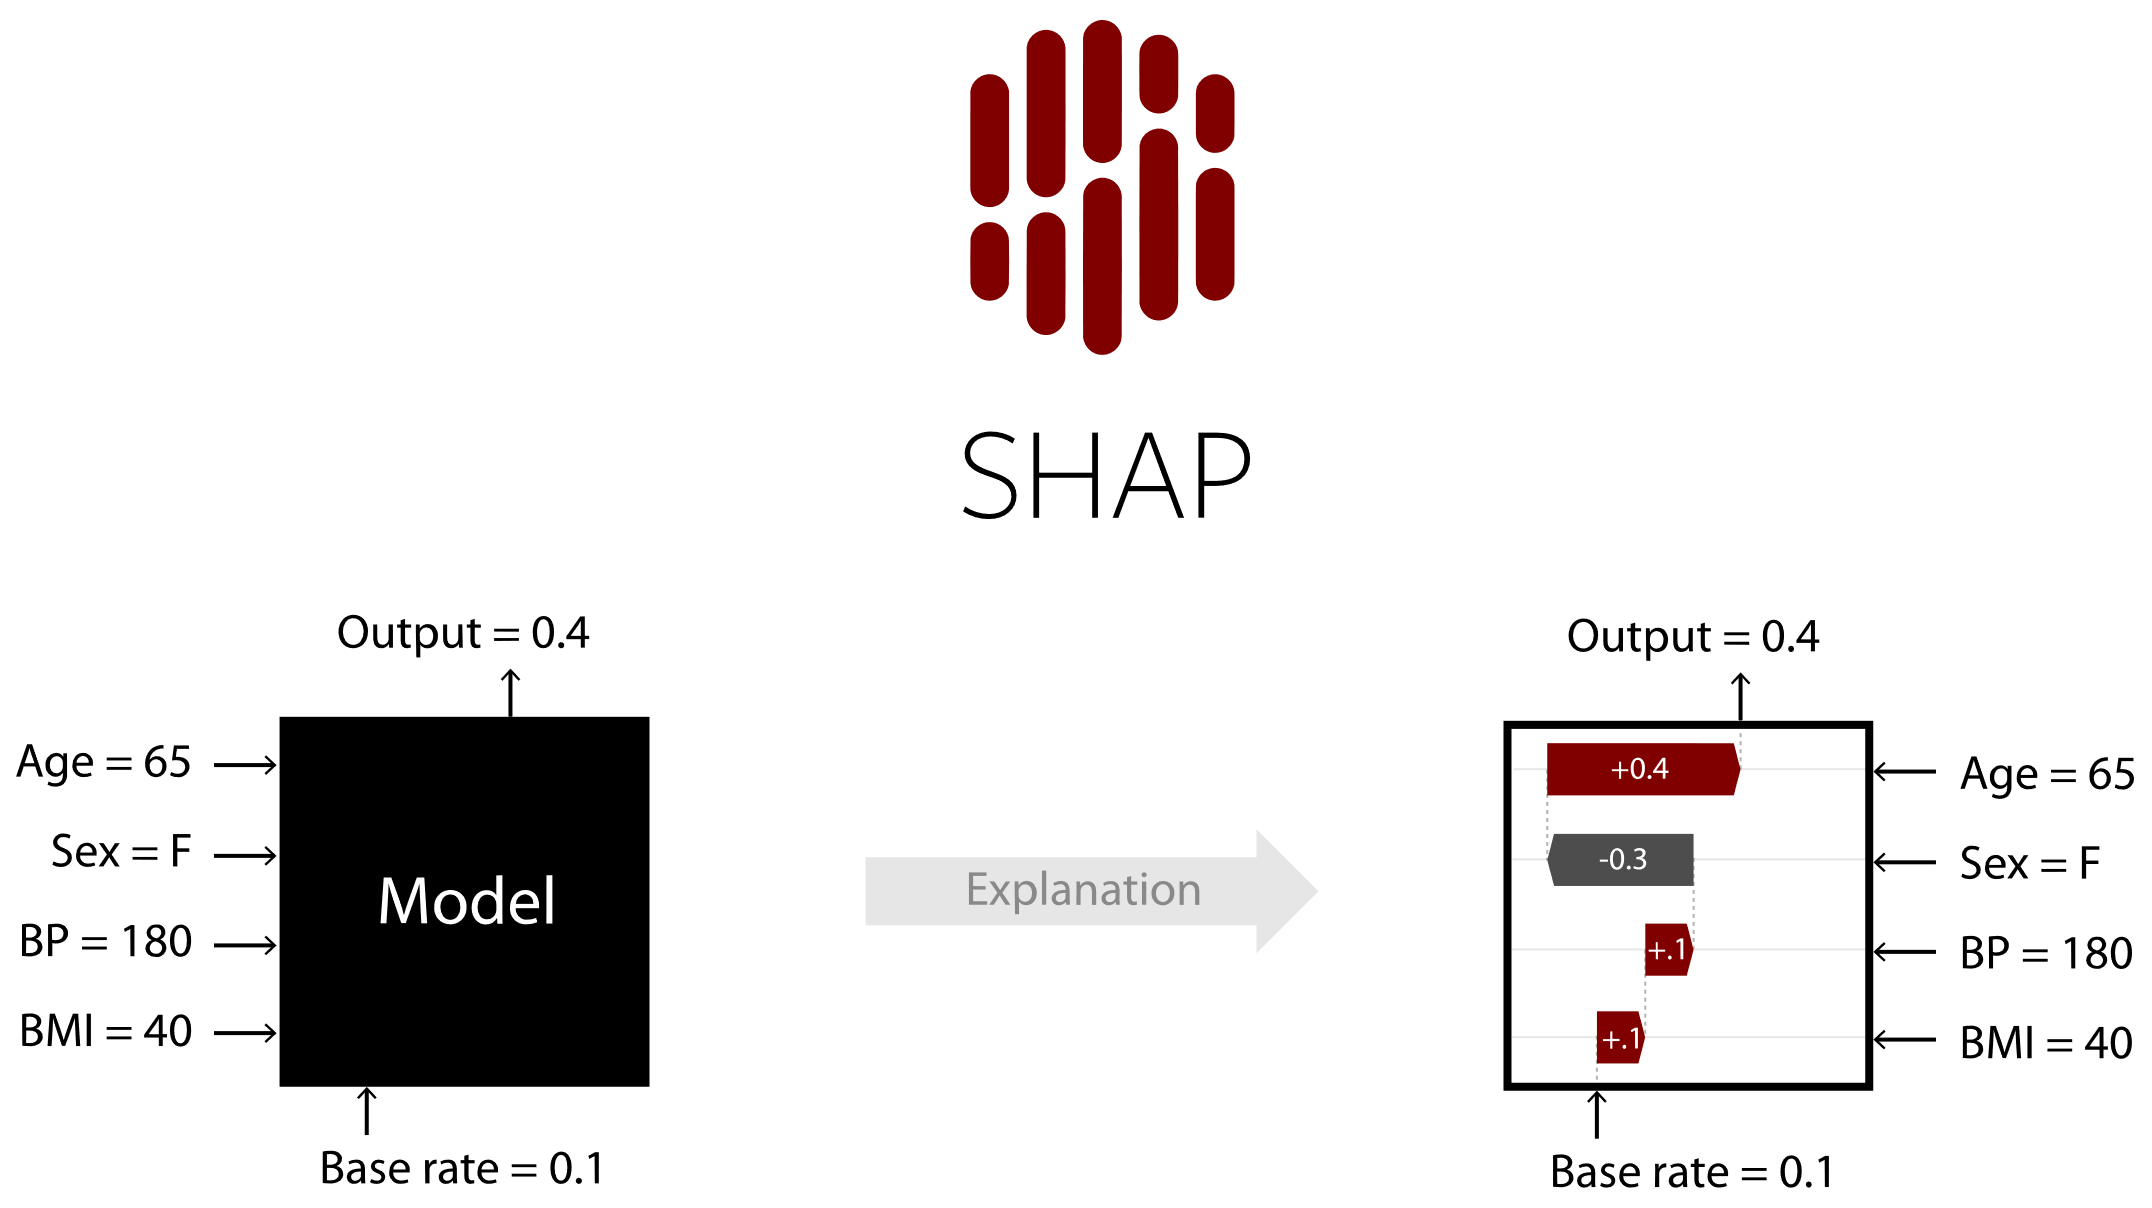 SHAP
Output = 0.4
Age = 65
Sex = F
BP = 180
BMI = 40
Model
Base rate = 0.1
Explanation
Output = 0.4
+0.4
-0.3
+.1
+.1
Age = 65
Sex = F
BP = 180
BMI = 40
Base rate = 0.1